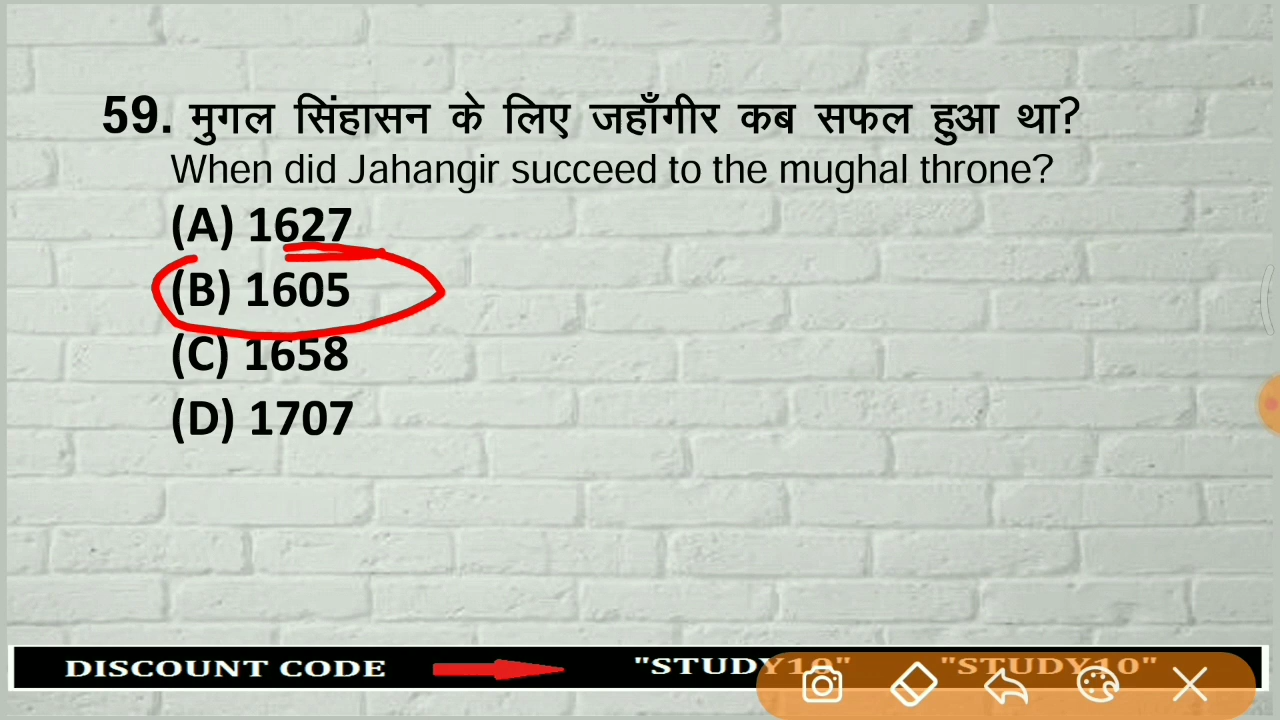 59. मुगल सिंहासन के लिए जहाँगीर कब सफल हुआ था?
When did Jahangir succeed to the mughal throne?
(A) 1627
(B) 1605
(C) 1658
(D) 1707
DISCOUNT CODE "STUDY10" "STUDY10"